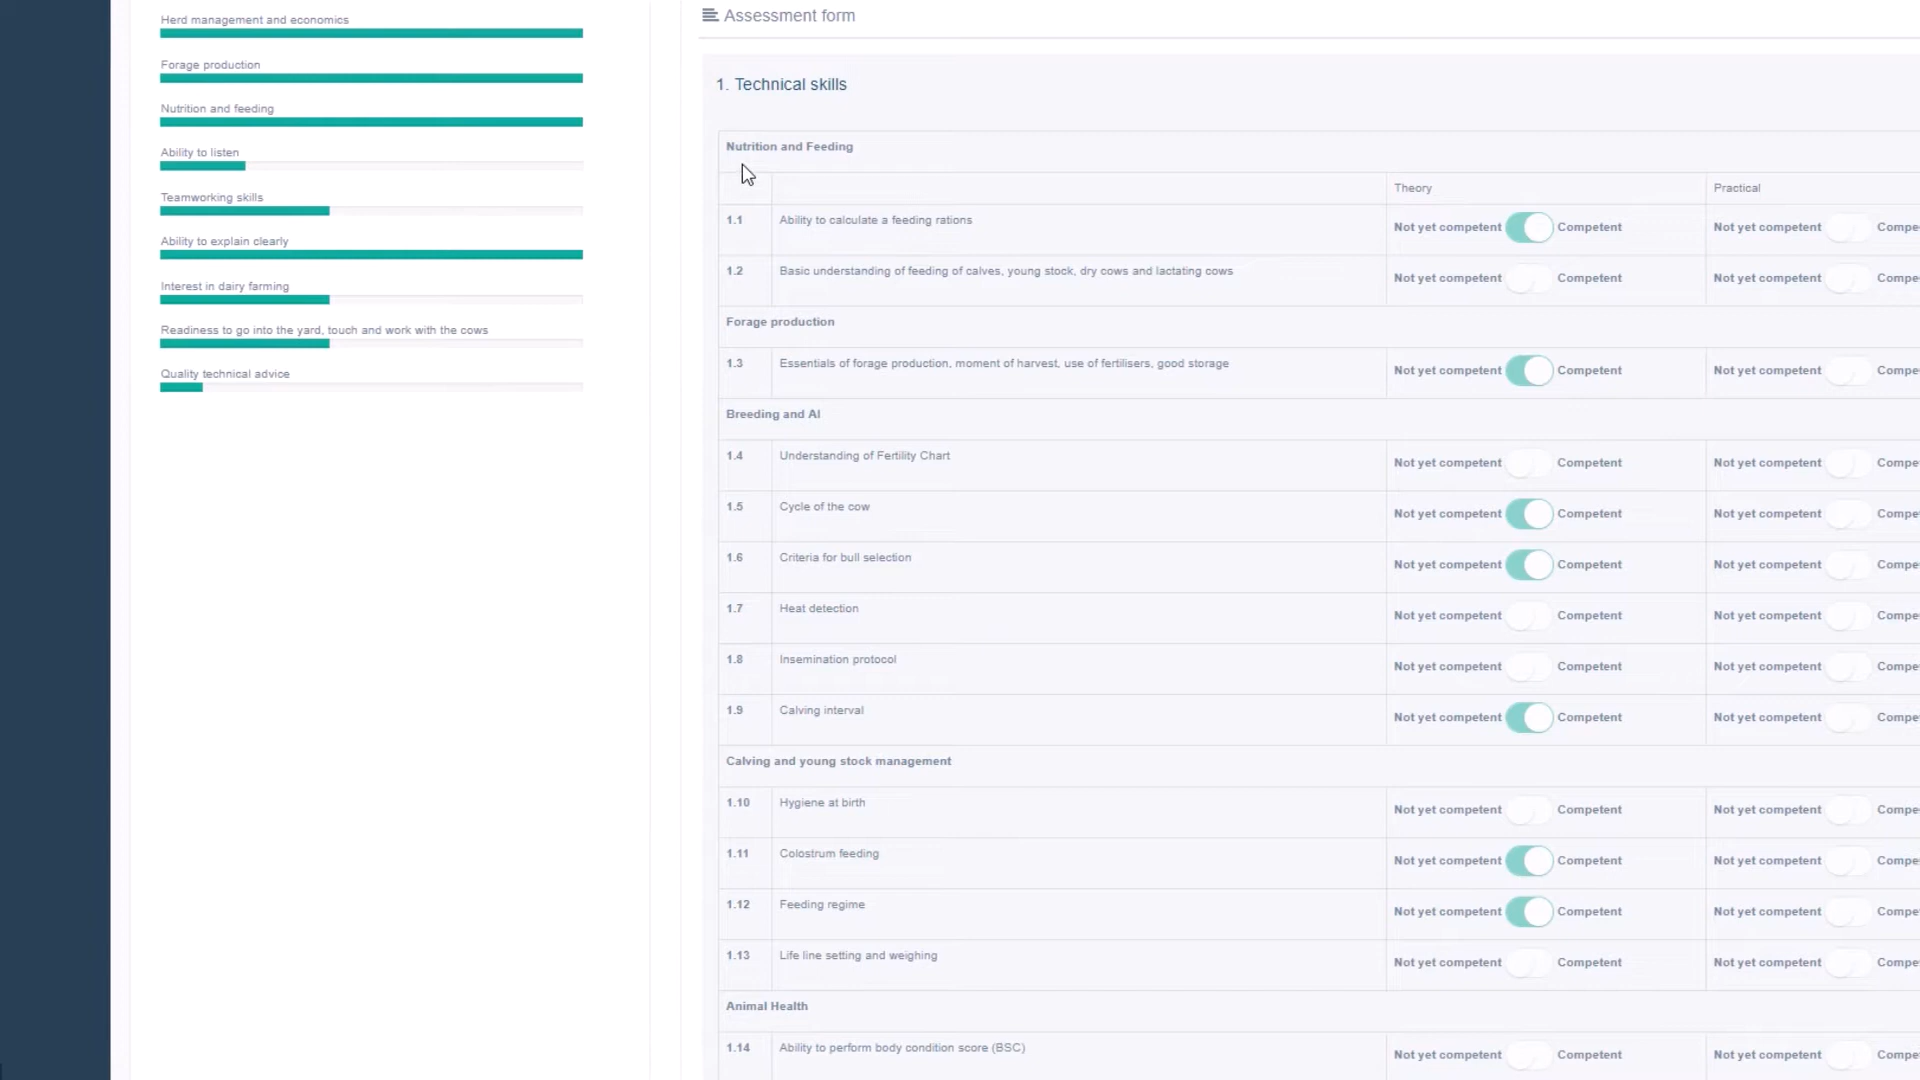 Herd management and economics
Forage production
Nutrition and feeding
Ability to listen
Teamworking skills
Ability to explain clearly
Interest in dairy farming
Readiness to go into the yard, touch and work with the cows
Quality technical advice
Assessment form
1. Technical skills
Nutrition and Feeding
Theory Practical
1.1 Ability to calculate a feeding rations Not yet competent Competent Not yet competent Compe
1.2 Basic understanding of feeding of calves, young stock, dry cows and lactating cows Not yet competent Competent Not yet competent Compe
Forage production
1.3 Essentials of forage production, moment of harvest, use of fertilisers, good storage Not yet competent Competent Not yet competent Compe
Breeding and AI
1.4 Understanding of Fertility Chart Not yet competent Competent Not yet competent Compe
1.5 Cycle of the cow Not yet competent Competent Not yet competent Compe
1.6 Criteria for bull selection Not yet competent Competent Not yet competent Compe
1.7 Heat detection Not yet competent Competent Not yet competent Compe
1.8 Insemination protocol Not yet competent Competent Not yet competent Compe
1.9 Calving interval Not yet competent Competent Not yet competent Compe
Calving and young stock management
1.10 Hygiene at birth Not yet competent Competent Not yet competent Compe
1.11 Colostrum feeding Not yet competent Competent Not yet competent Compe
1.12 Feeding regime Not yet competent Competent Not yet competent Compe
1.13 Life line setting and weighing Not yet competent Competent Not yet competent Compe
Animal Health
1.14 Ability to perform body condition score (BSC) Not yet competent Competent Not yet competent Compe